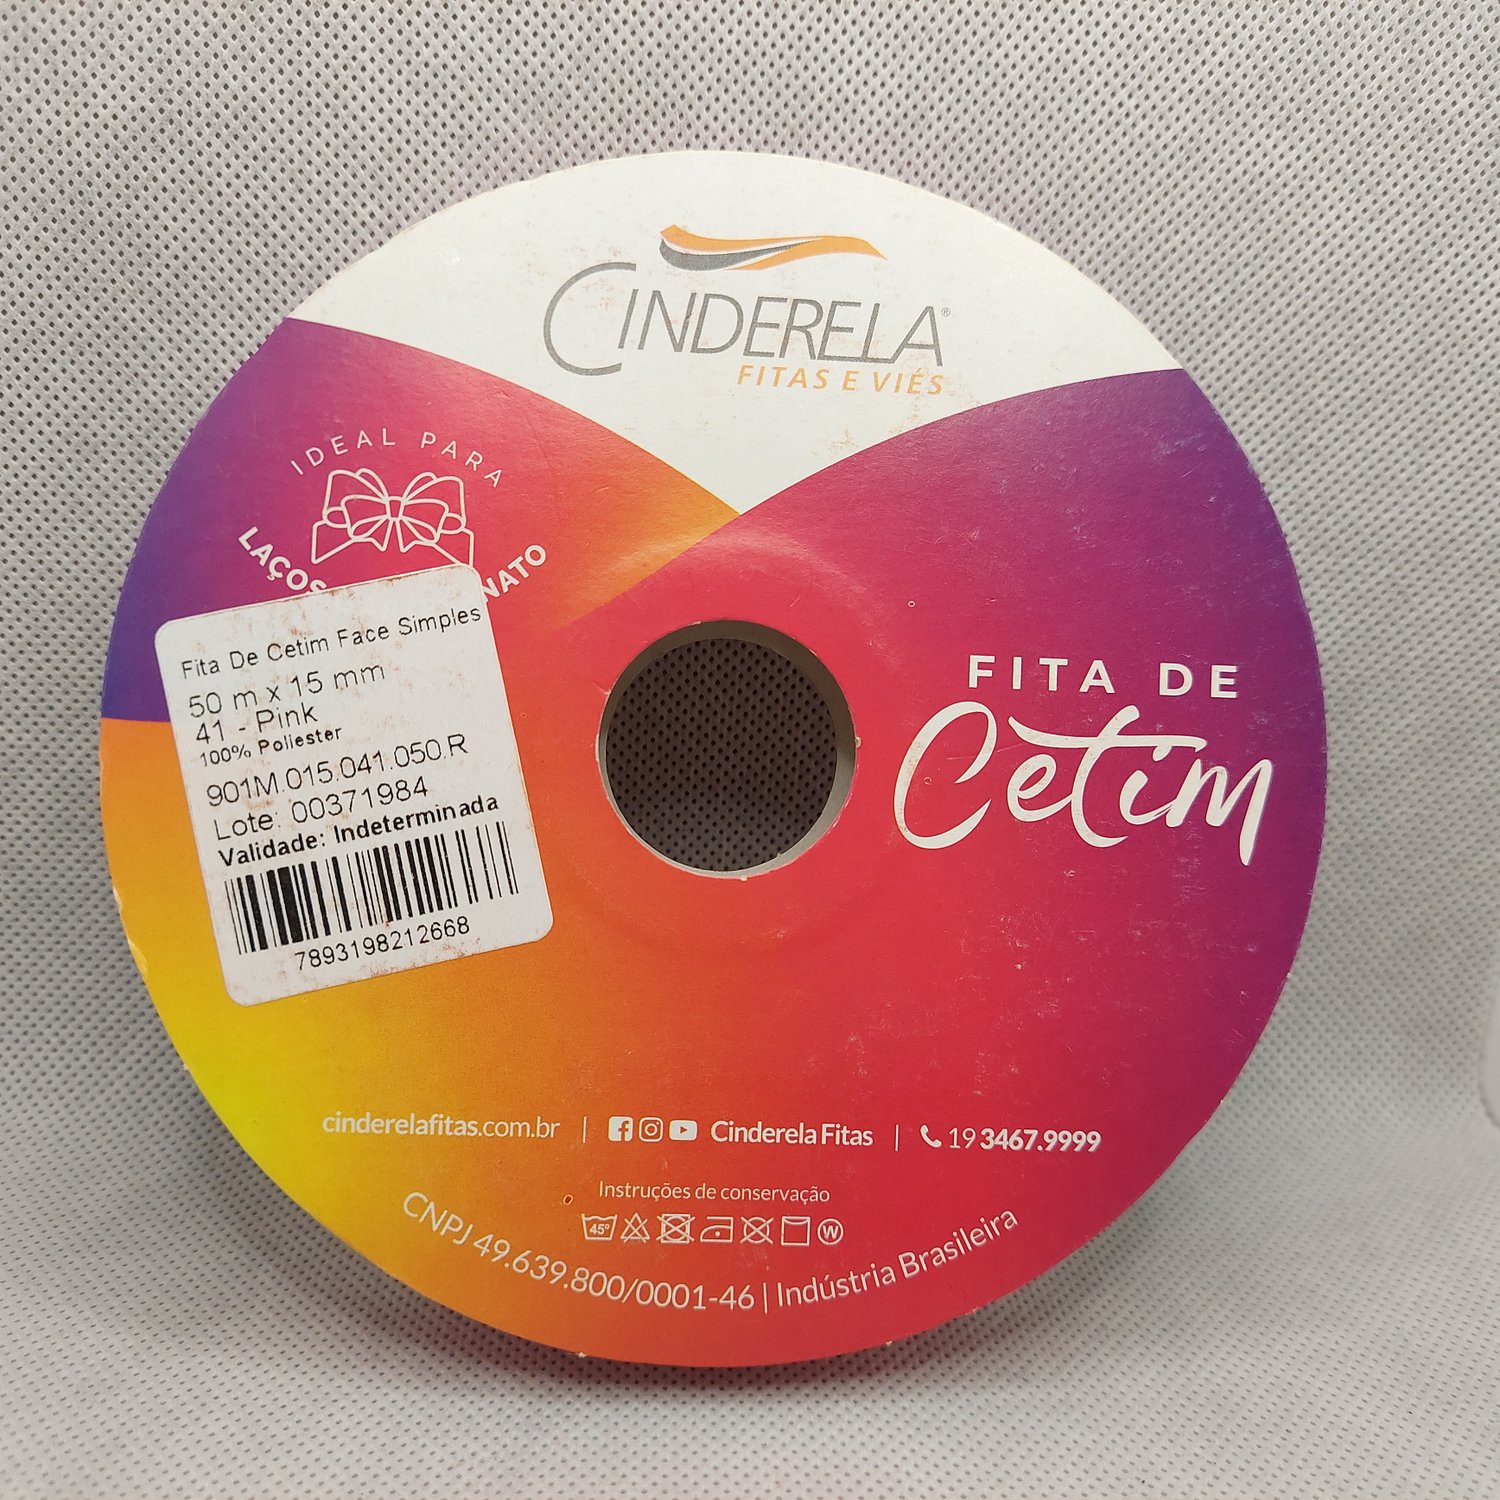 CINDERELA®
FITAS E VIÉS
IDEAL PARA
LAÇOS
FITA DE
Cetim
Fita De Cetim Face Simples
50 m x 15 mm
41 - Pink
100% Poliester
901M.015.041.050.R
Lote: 00371984
Validade: Indeterminada
7893198212668
cinderelafitas.com.br | Cinderela Fitas | 19 3467.9999
Instruções de conservação
45° W
CNPJ 49.639.800/0001-46 | Indústria Brasileira